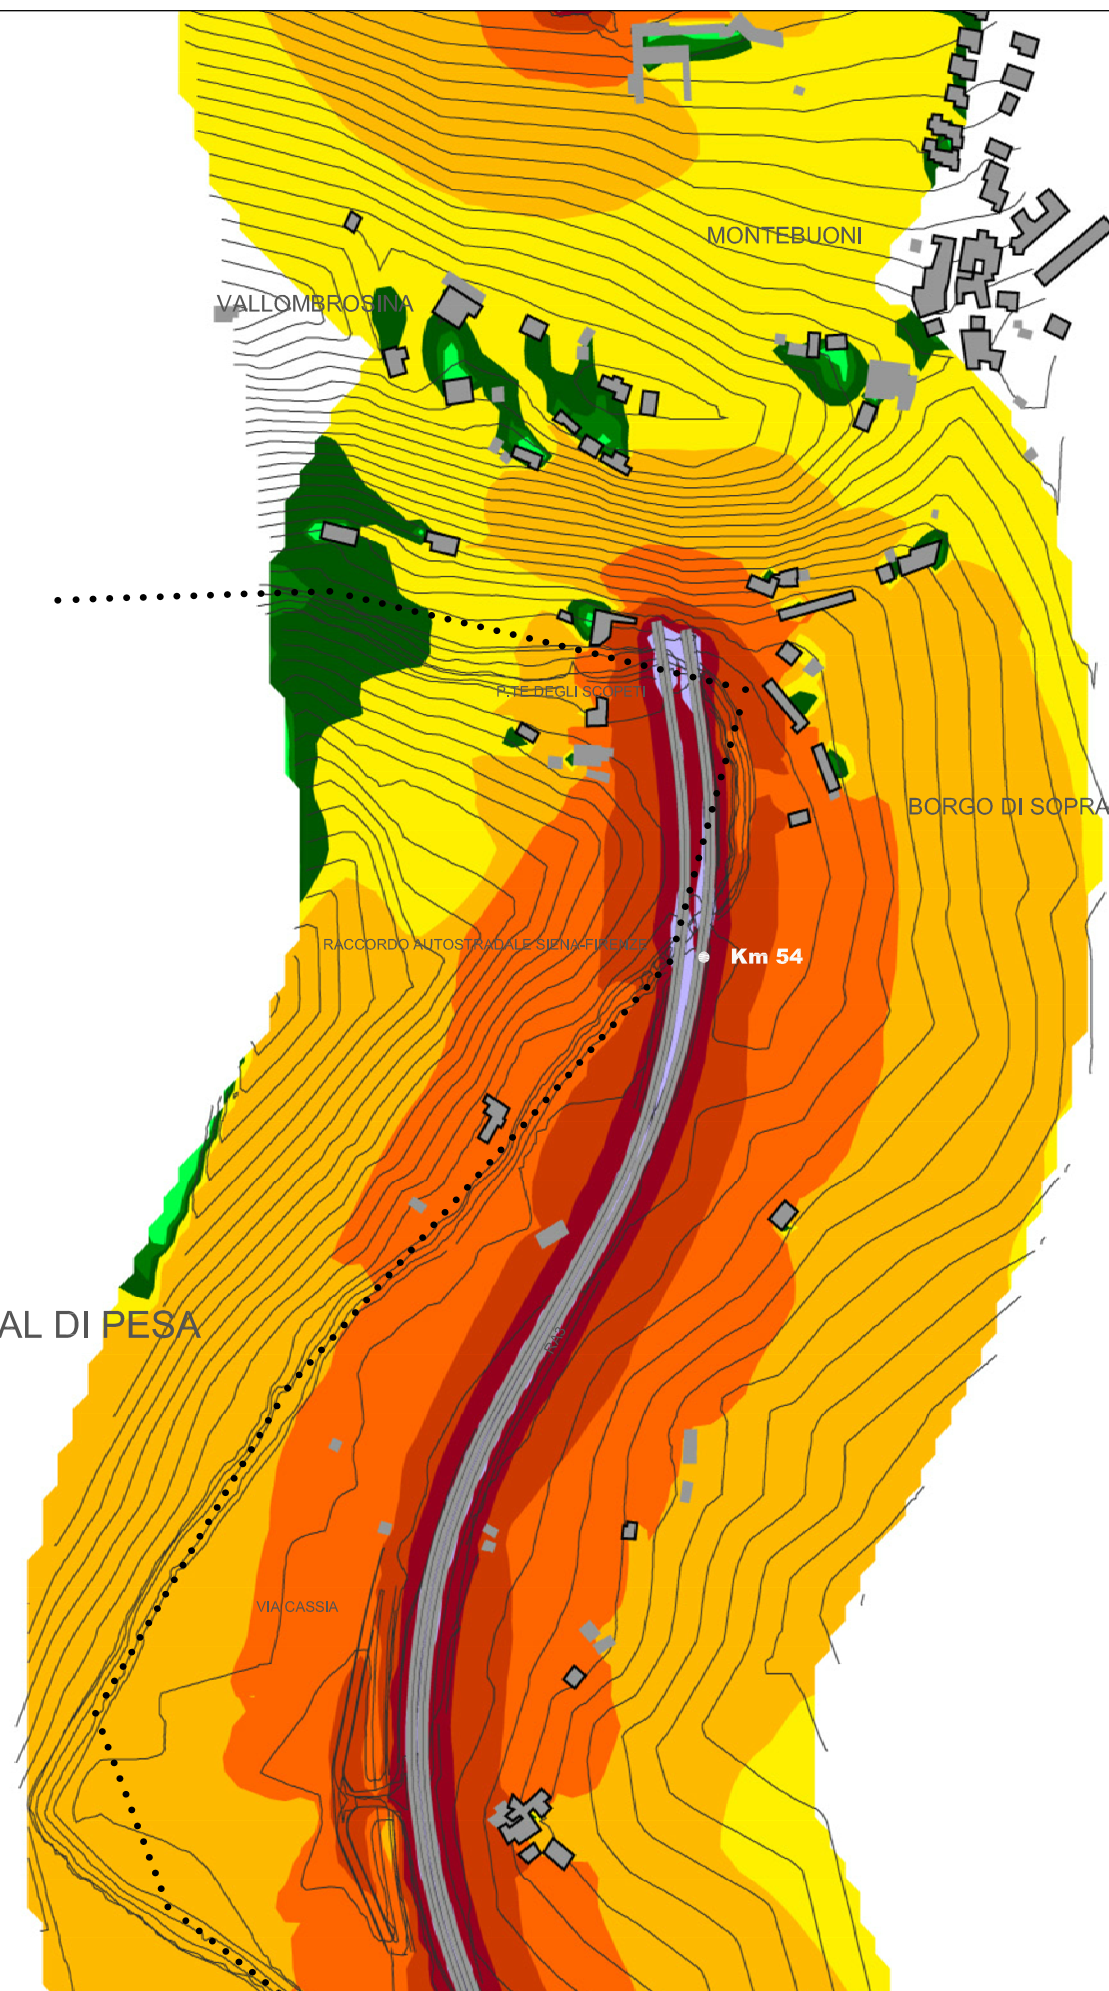 MONTEBUONI
VALLOMBROSINA
P.TE DEGLI SCOPETI
BORGO DI SOPRA
RACCORDO AUTOSTRADALE SIENA-FIRENZE
Km 54
AL DI PESA
RA3
VIA CASSIA